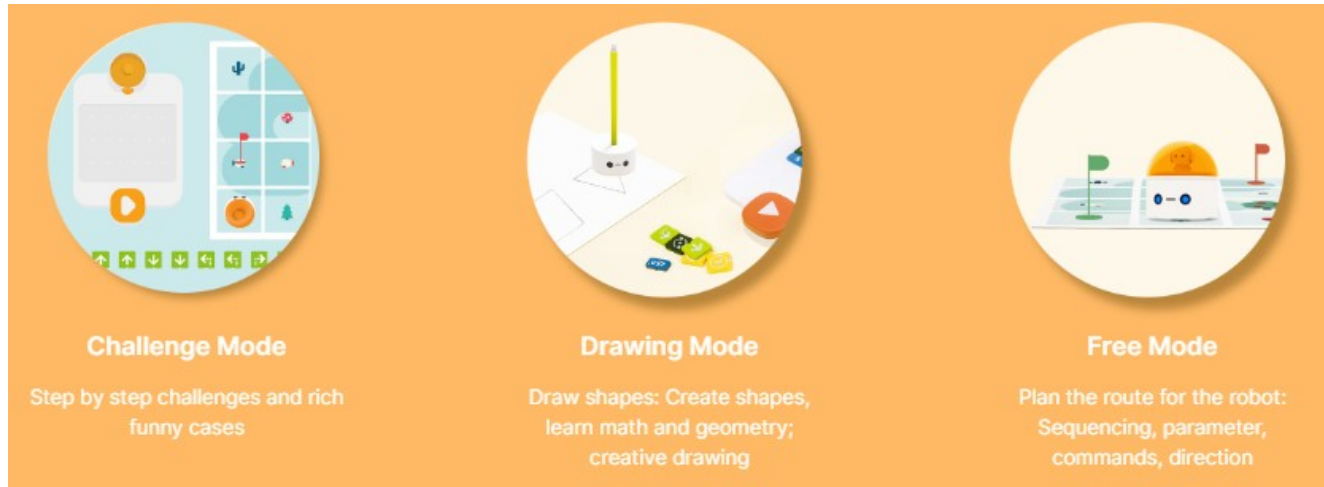 Challenge Mode
Step by step challenges and rich
funny cases
Drawing Mode
Draw shapes: Create shapes,
learn math and geometry;
creative drawing
Free Mode
Plan the route for the robot:
Sequencing, parameter,
commands, direction